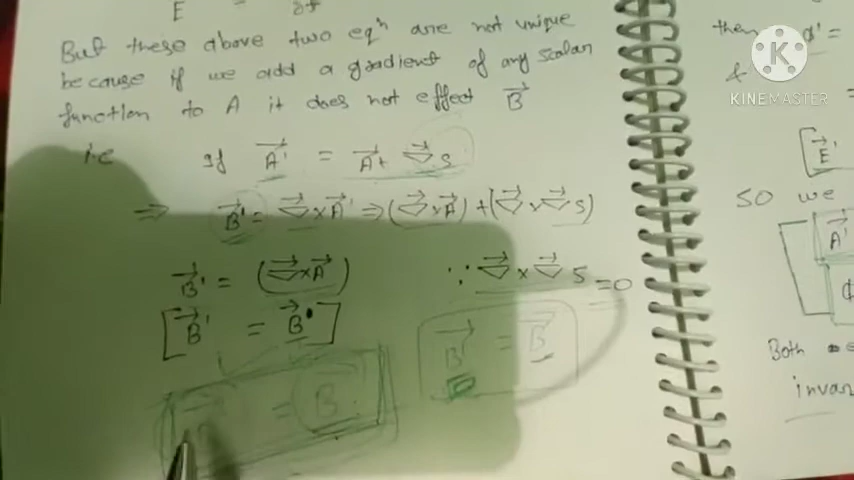 E = ∂t
But these above two eqⁿ are not unique
because if we add a gradient of any scalar
function to A it does not effect B⃗
i.e If A⃗' = A⃗ + ∇⃗S
⇒ B⃗' = ∇⃗×A⃗' ⇒ (∇⃗×A⃗) + (∇⃗×∇⃗S)
B⃗' = (∇⃗×A⃗) ∵ ∇⃗×∇⃗S = 0
[B⃗' = B⃗]
B⃗' = B⃗
= B
then ϕ' =
&
KINEMASTER
[E⃗'
so we
A⃗'
ϕ
Both
invar